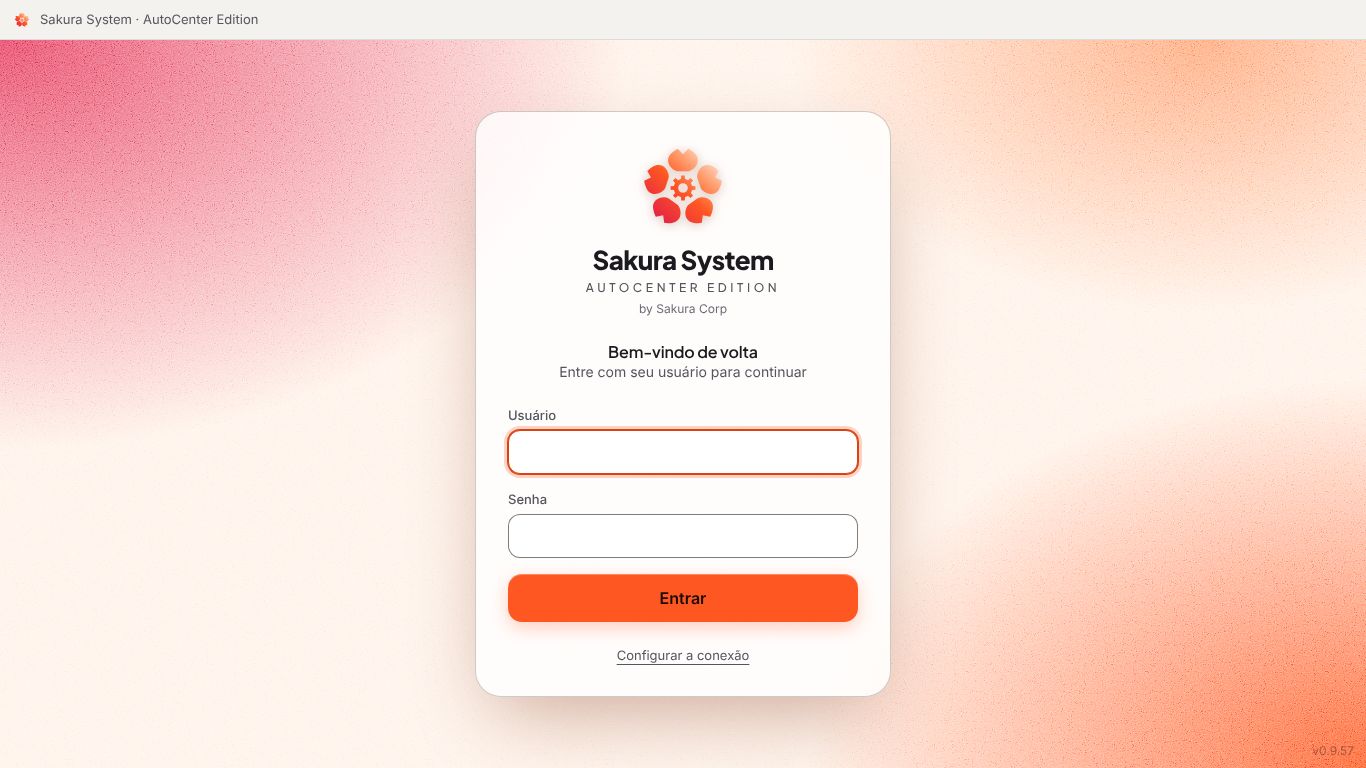 Sakura System · AutoCenter Edition
Sakura System
AUTOCENTER EDITION
by Sakura Corp
Bem-vindo de volta
Entre com seu usuário para continuar
Usuário
Senha
Entrar
Configurar a conexão
v0.9.57